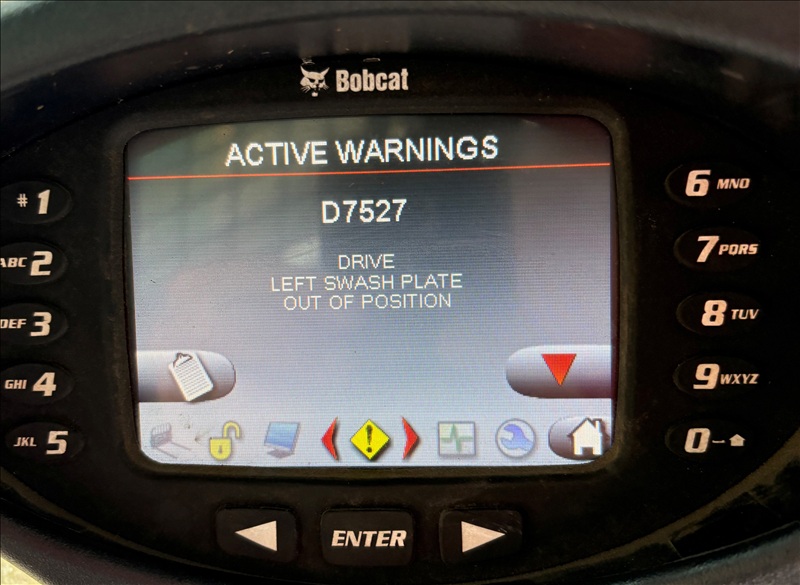 Bobcat
ACTIVE WARNINGS
D7527
DRIVE
LEFT SWASH PLATE
OUT OF POSITION
# 1
ABC 2
DEF 3
GHI 4
JKL 5
6 MNO
7 PQRS
8 TUV
9 WXYZ
0 -
ENTER